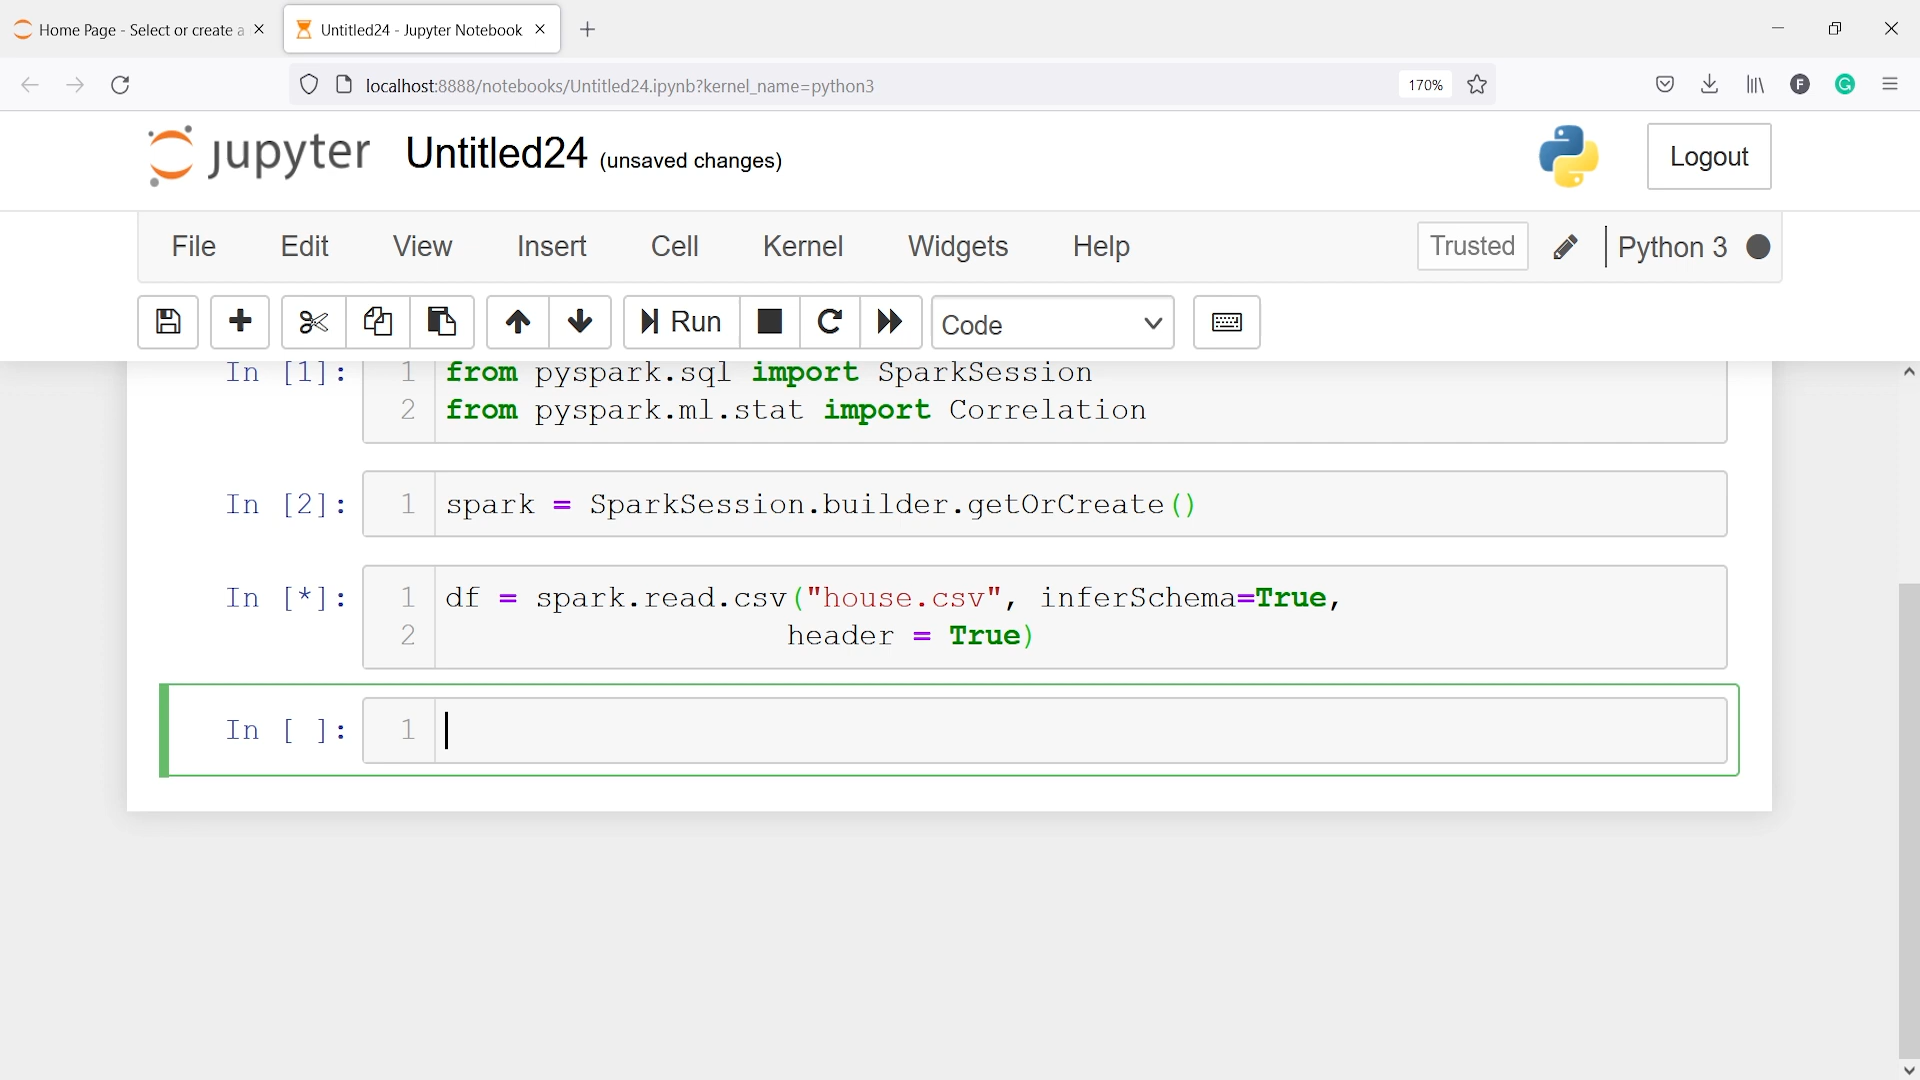 Home Page - Select or create a
Untitled24 - Jupyter Notebook
localhost:8888/notebooks/Untitled24.ipynb?kernel_name=python3
170%
F
G
jupyter Untitled24 (unsaved changes)
Logout
File Edit View Insert Cell Kernel Widgets Help Trusted Python 3
Run Code
In [1]: 1 from pyspark.sql import SparkSession
2 from pyspark.ml.stat import Correlation
In [2]: 1 spark = SparkSession.builder.getOrCreate()
In [*]: 1 df = spark.read.csv("house.csv", inferSchema=True,
2 header = True)
In [ ]: 1